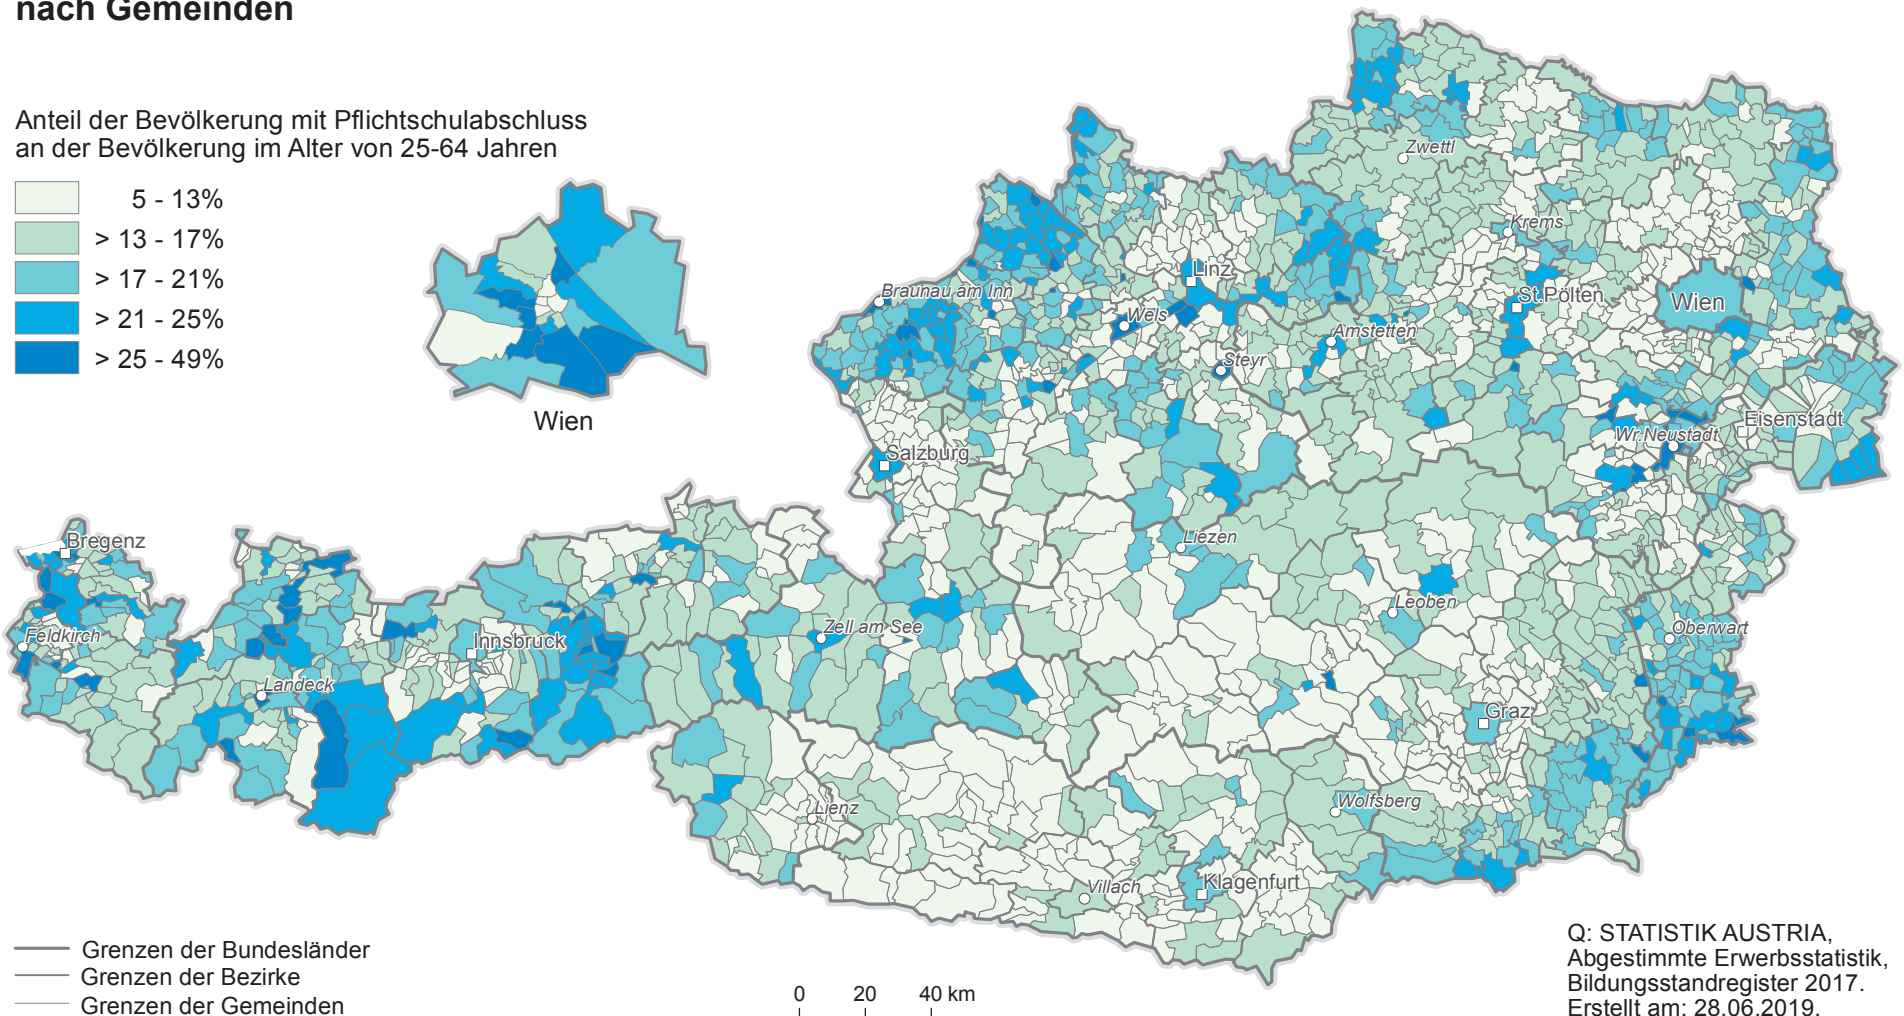 nach Gemeinden
Anteil der Bevölkerung mit Pflichtschulabschluss
an der Bevölkerung im Alter von 25-64 Jahren
5 - 13%
> 13 - 17%
> 17 - 21%
> 21 - 25%
> 25 - 49%
Wien
Zwettl
Krems
Linz
Braunau am Inn
St.Pölten
Wien
Wels
Amstetten
Steyr
Eisenstadt
Wr.Neustadt
Salzburg
Bregenz
Liezen
Leoben
Feldkirch
Innsbruck
Zell am See
Oberwart
Landeck
Graz
Lienz
Wolfsberg
Villach
Klagenfurt
Grenzen der Bundesländer
Grenzen der Bezirke
Grenzen der Gemeinden
0 20 40 km
Q: STATISTIK AUSTRIA,
Abgestimmte Erwerbsstatistik,
Bildungsstandregister 2017.
Erstellt am: 28.06.2019.